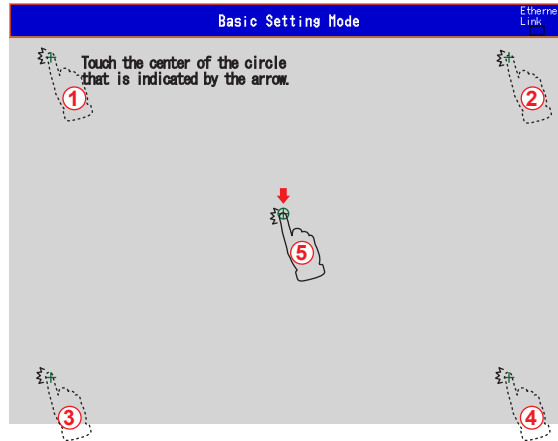 Basic Setting Mode
Etherne
Link
Touch the center of the circle
that is indicated by the arrow.
1
2
5
3
4